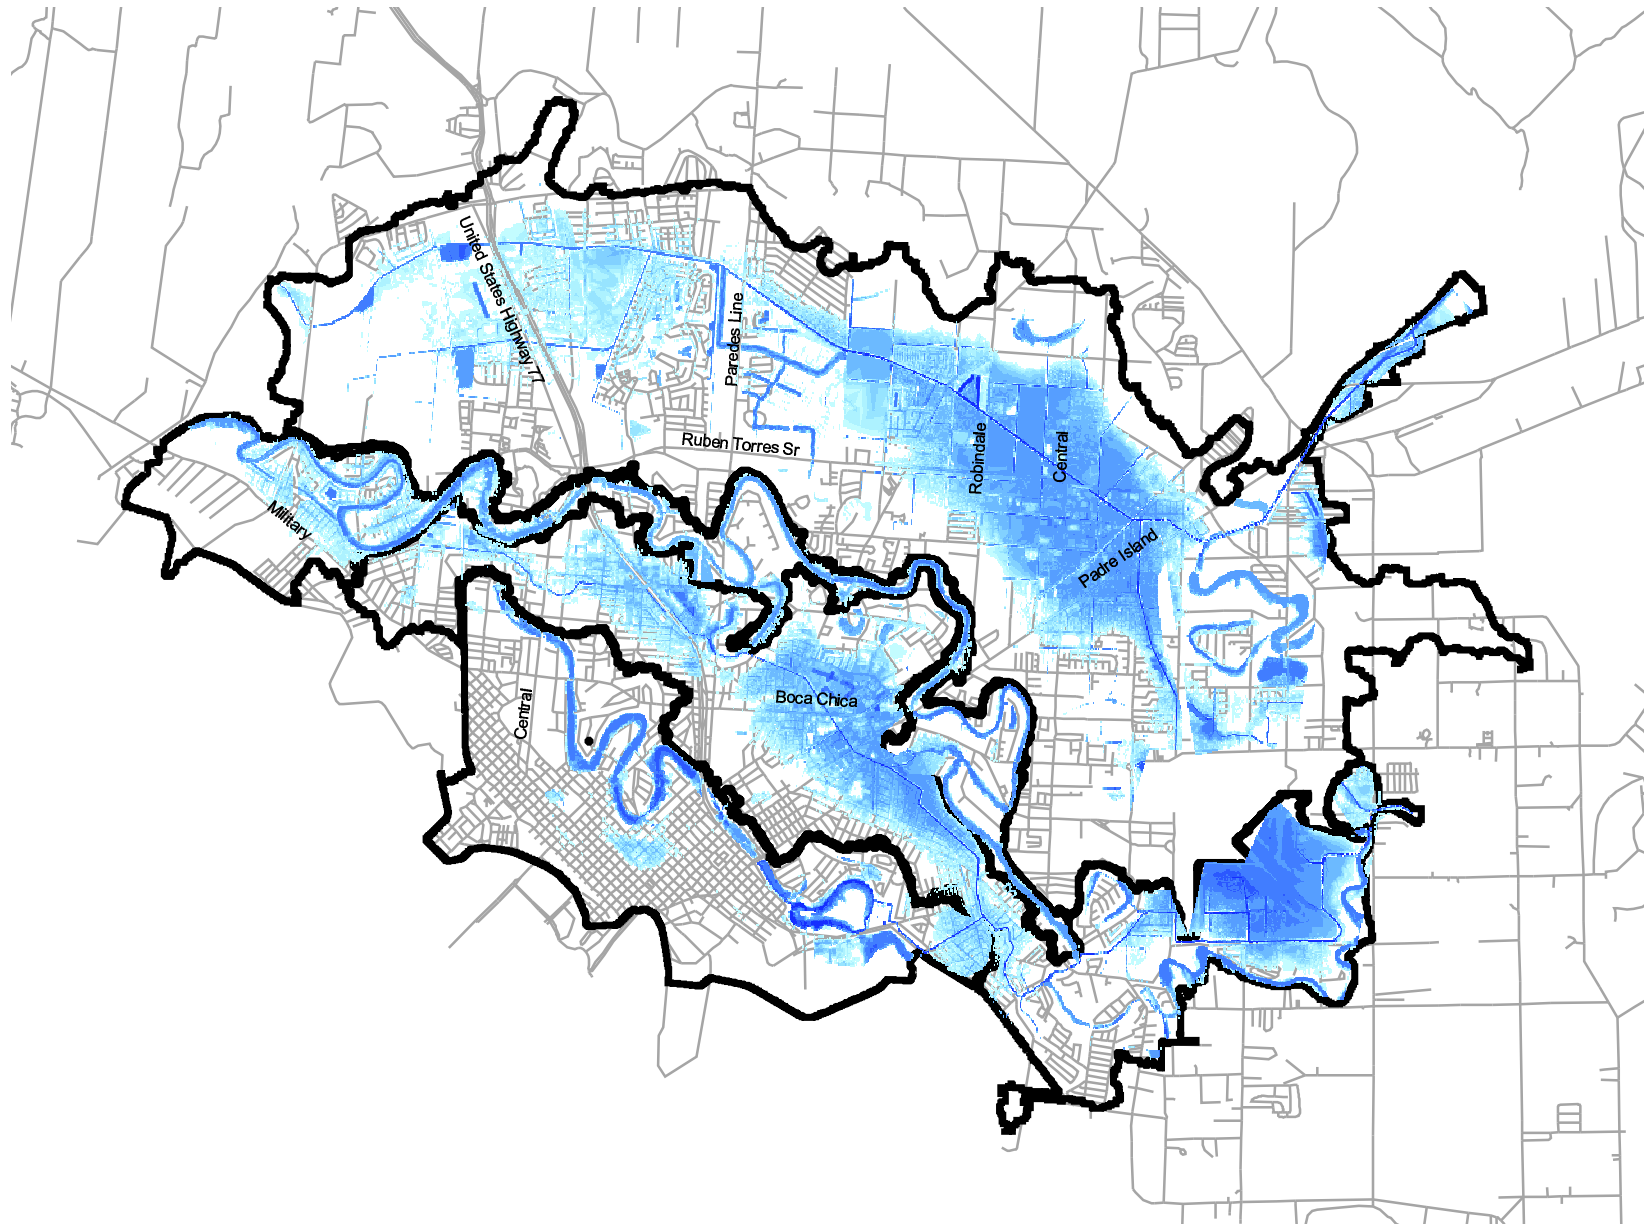 United States Highway 77
Paredes Line
Ruben Torres Sr
Robindale
Central
Military
Padre Island
Boca Chica
Central